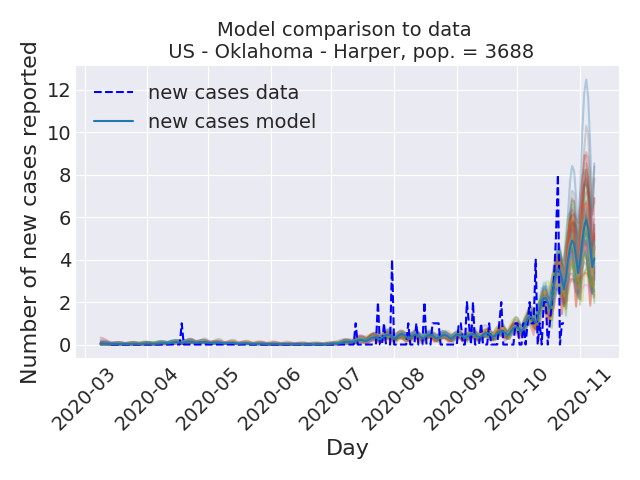 Model comparison to data
US - Oklahoma - Harper, pop. = 3688
Number of new cases reported
12
10
8
6
4
2
0
new cases data
new cases model
2020-03
2020-04
2020-05
2020-06
2020-07
2020-08
2020-09
2020-10
2020-11
Day